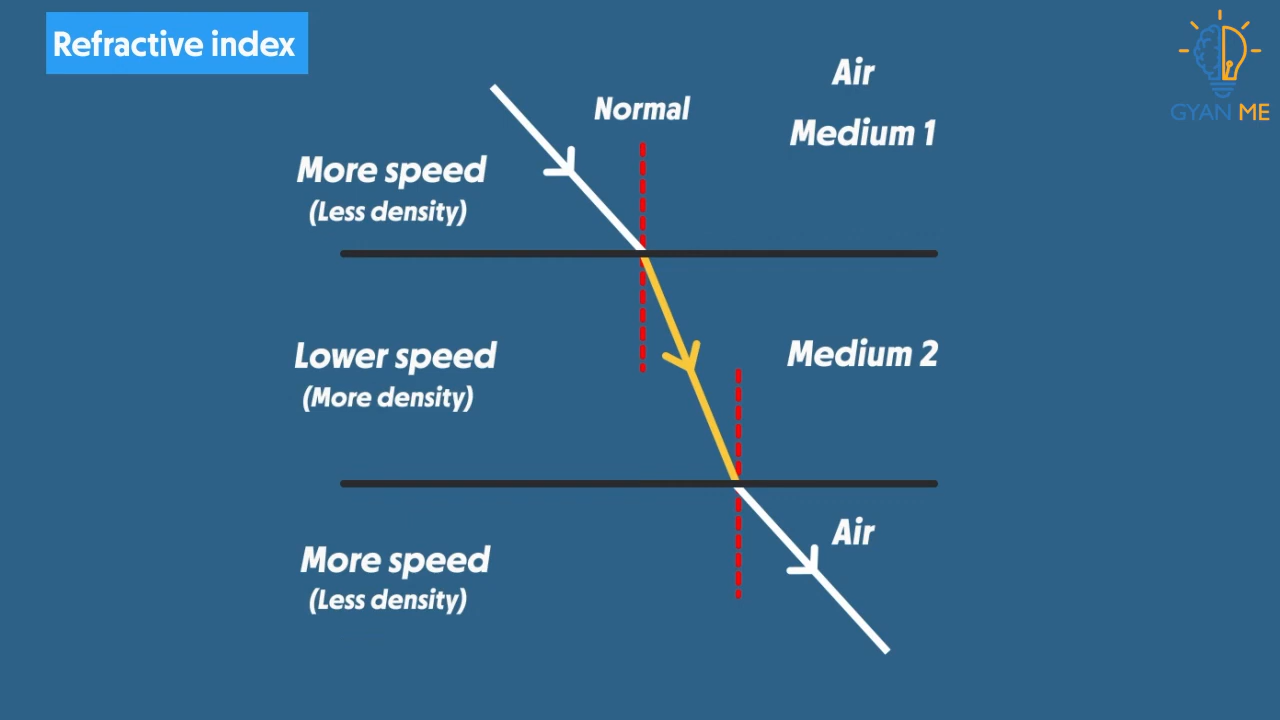 Refractive index
Air
GYAN ME
Normal
Medium 1
More speed
(Less density)
Lower speed
(More density)
Medium 2
Air
More speed
(Less density)